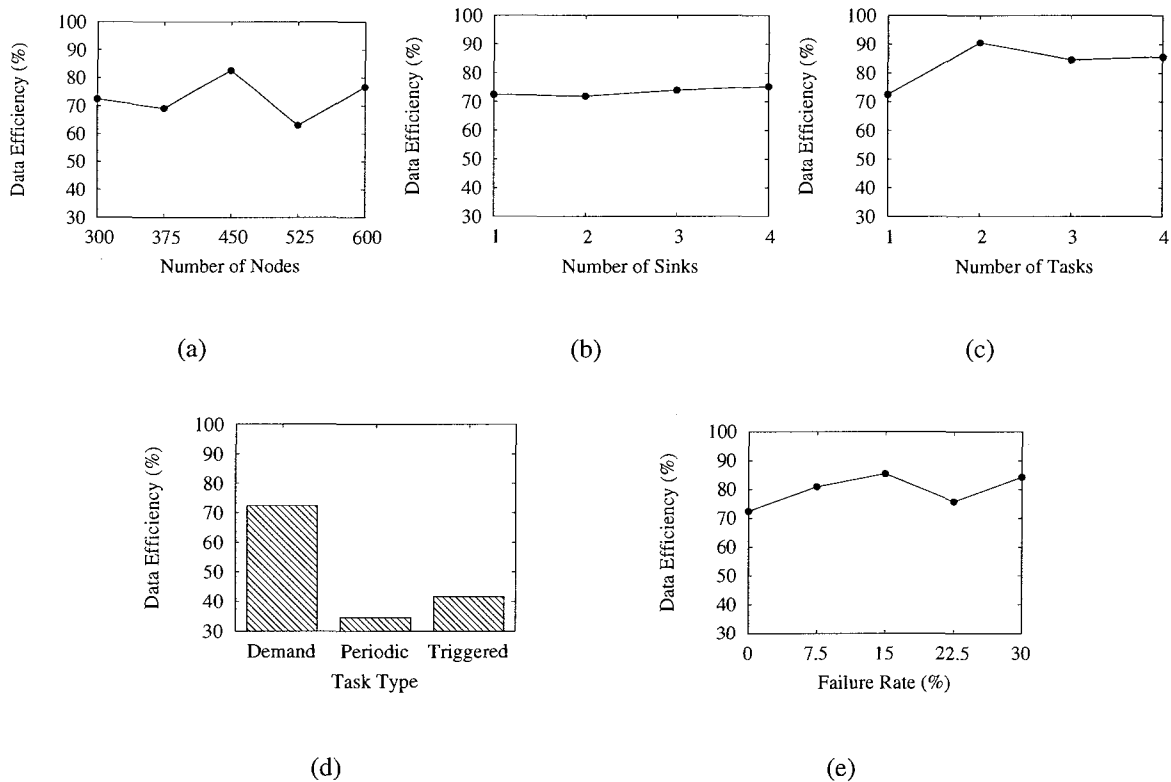 100
90
80
70
60
50
40
30
Data Efficiency (%)
300 375 450 525 600
Number of Nodes
(a)
100
90
80
70
60
50
40
30
Data Efficiency (%)
1 2 3 4
Number of Sinks
(b)
100
90
80
70
60
50
40
30
Data Efficiency (%)
1 2 3 4
Number of Tasks
(c)
100
90
80
70
60
50
40
30
Data Efficiency (%)
Demand Periodic Triggered
Task Type
(d)
100
90
80
70
60
50
40
30
Data Efficiency (%)
0 7.5 15 22.5 30
Failure Rate (%)
(e)